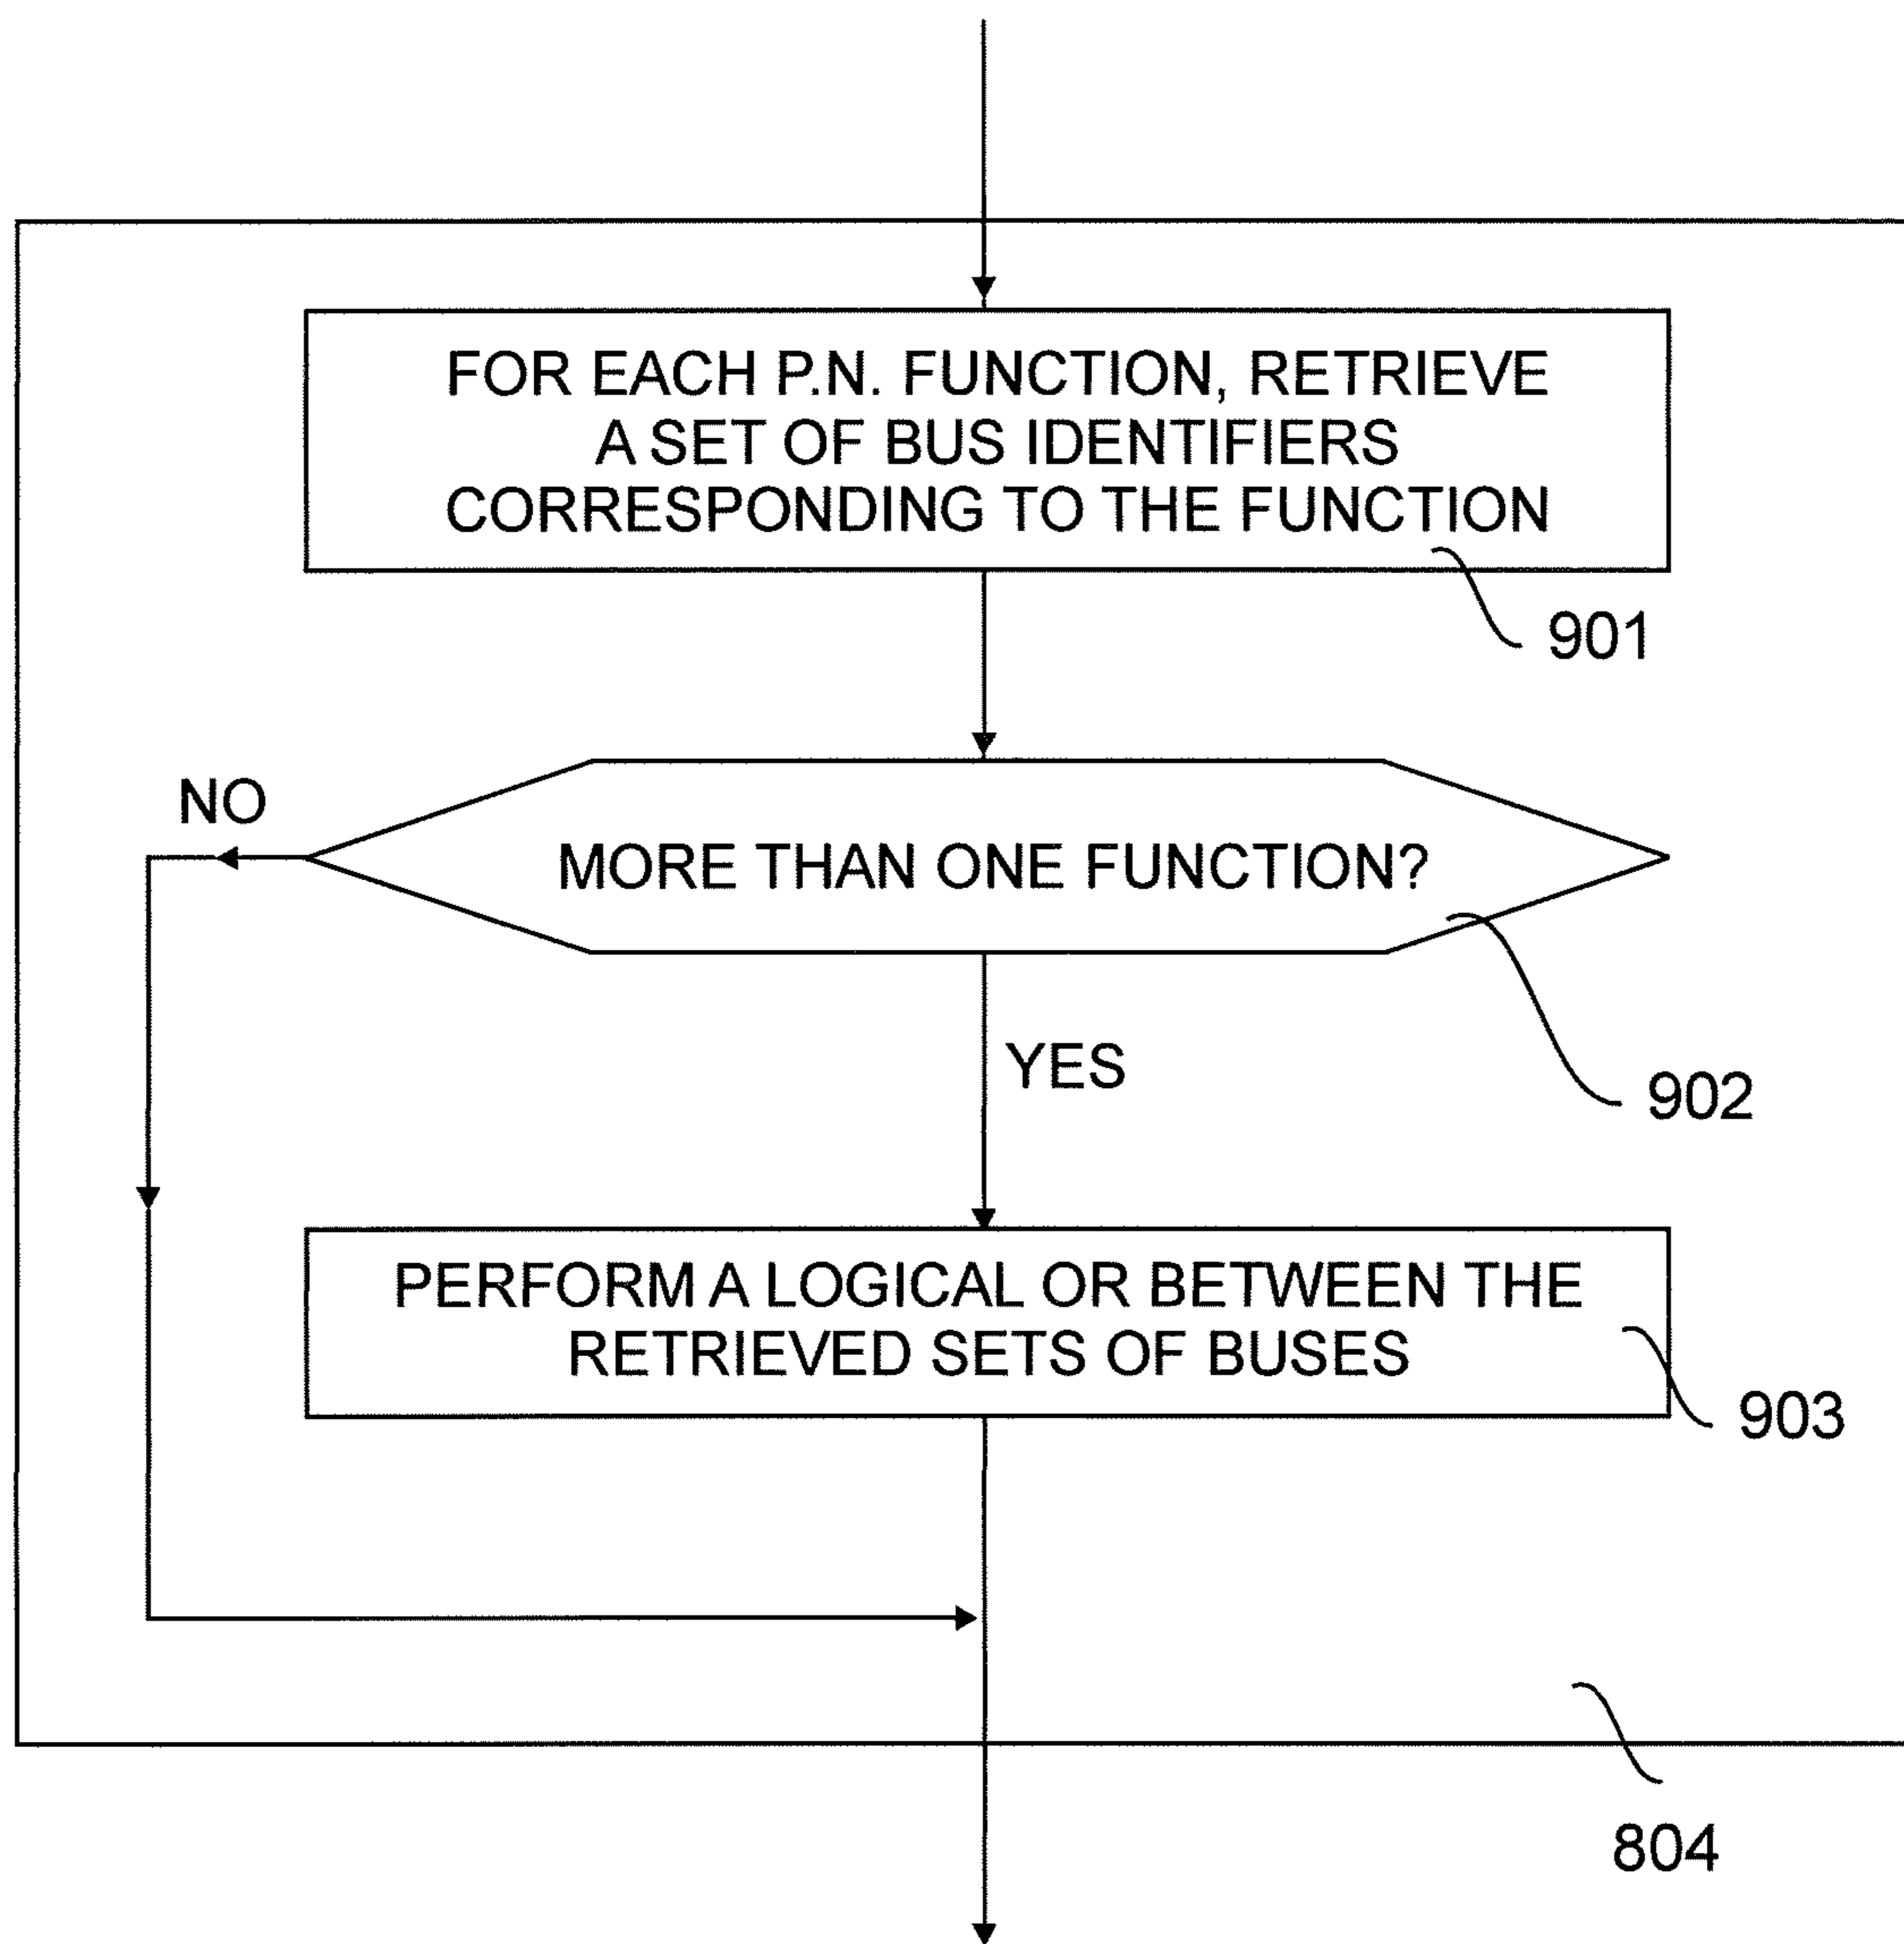 FOR EACH P.N. FUNCTION, RETRIEVE
A SET OF BUS IDENTIFIERS
CORRESPONDING TO THE FUNCTION
901
NO
MORE THAN ONE FUNCTION?
YES
902
PERFORM A LOGICAL OR BETWEEN THE
RETRIEVED SETS OF BUSES
903
804